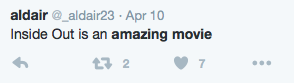 aldair @_aldair23 · Apr 10
Inside Out is an amazing movie
2 7